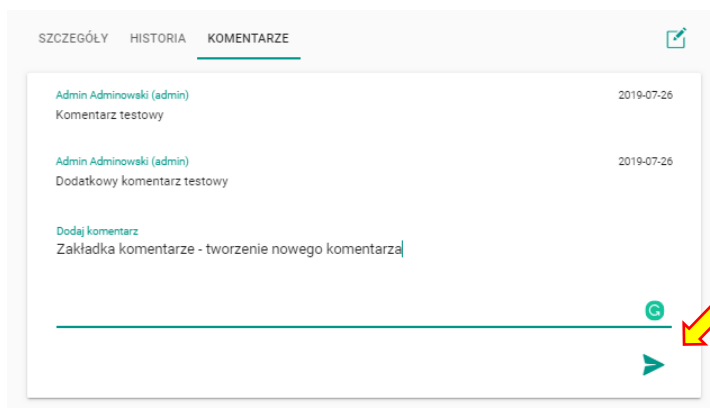 SZCZEGÓŁY HISTORIA KOMENTARZE
Admin Adminowski (admin) 2019-07-26
Komentarz testowy
Admin Adminowski (admin) 2019-07-26
Dodatkowy komentarz testowy
Dodaj komentarz
Zakładka komentarze - tworzenie nowego komentarza
G